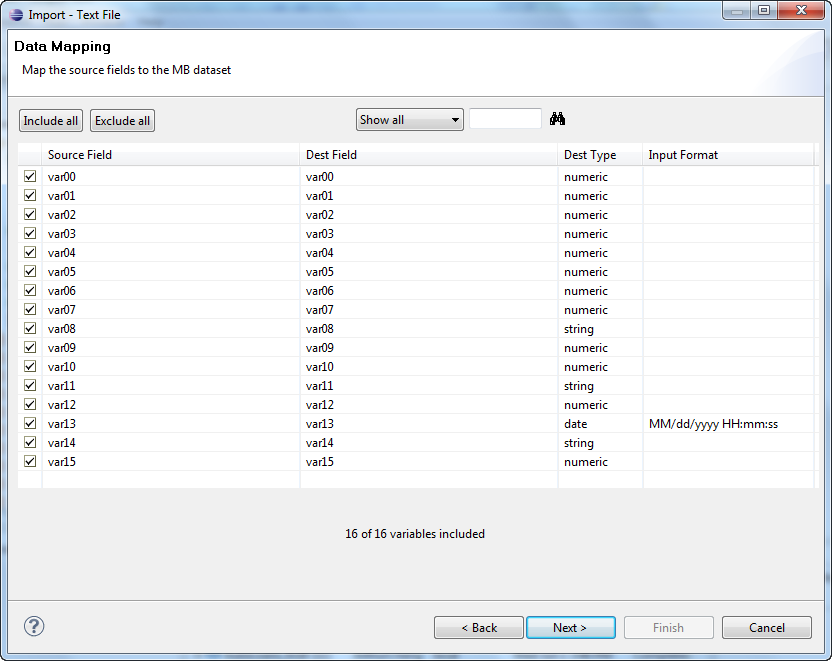 Import - Text File
Data Mapping
Map the source fields to the MB dataset
Include all Exclude all Show all
Source Field Dest Field Dest Type Input Format
var00 var00 numeric
var01 var01 numeric
var02 var02 numeric
var03 var03 numeric
var04 var04 numeric
var05 var05 numeric
var06 var06 numeric
var07 var07 numeric
var08 var08 string
var09 var09 numeric
var10 var10 numeric
var11 var11 string
var12 var12 numeric
var13 var13 date MM/dd/yyyy HH:mm:ss
var14 var14 string
var15 var15 numeric
16 of 16 variables included
? < Back Next > Finish Cancel